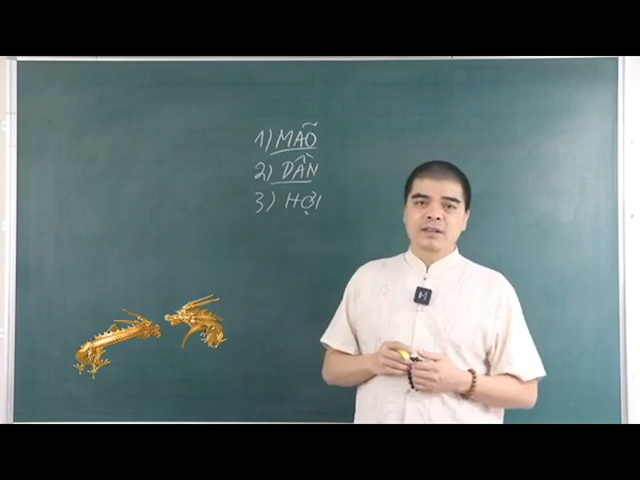 1) MÃO
2) DẦN
3) HỢI